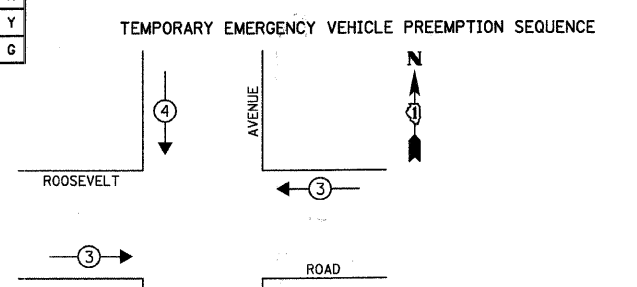 Y
G
TEMPORARY EMERGENCY VEHICLE PREEMPTION SEQUENCE
N
1
4
AVENUE
ROOSEVELT
3
3
ROAD